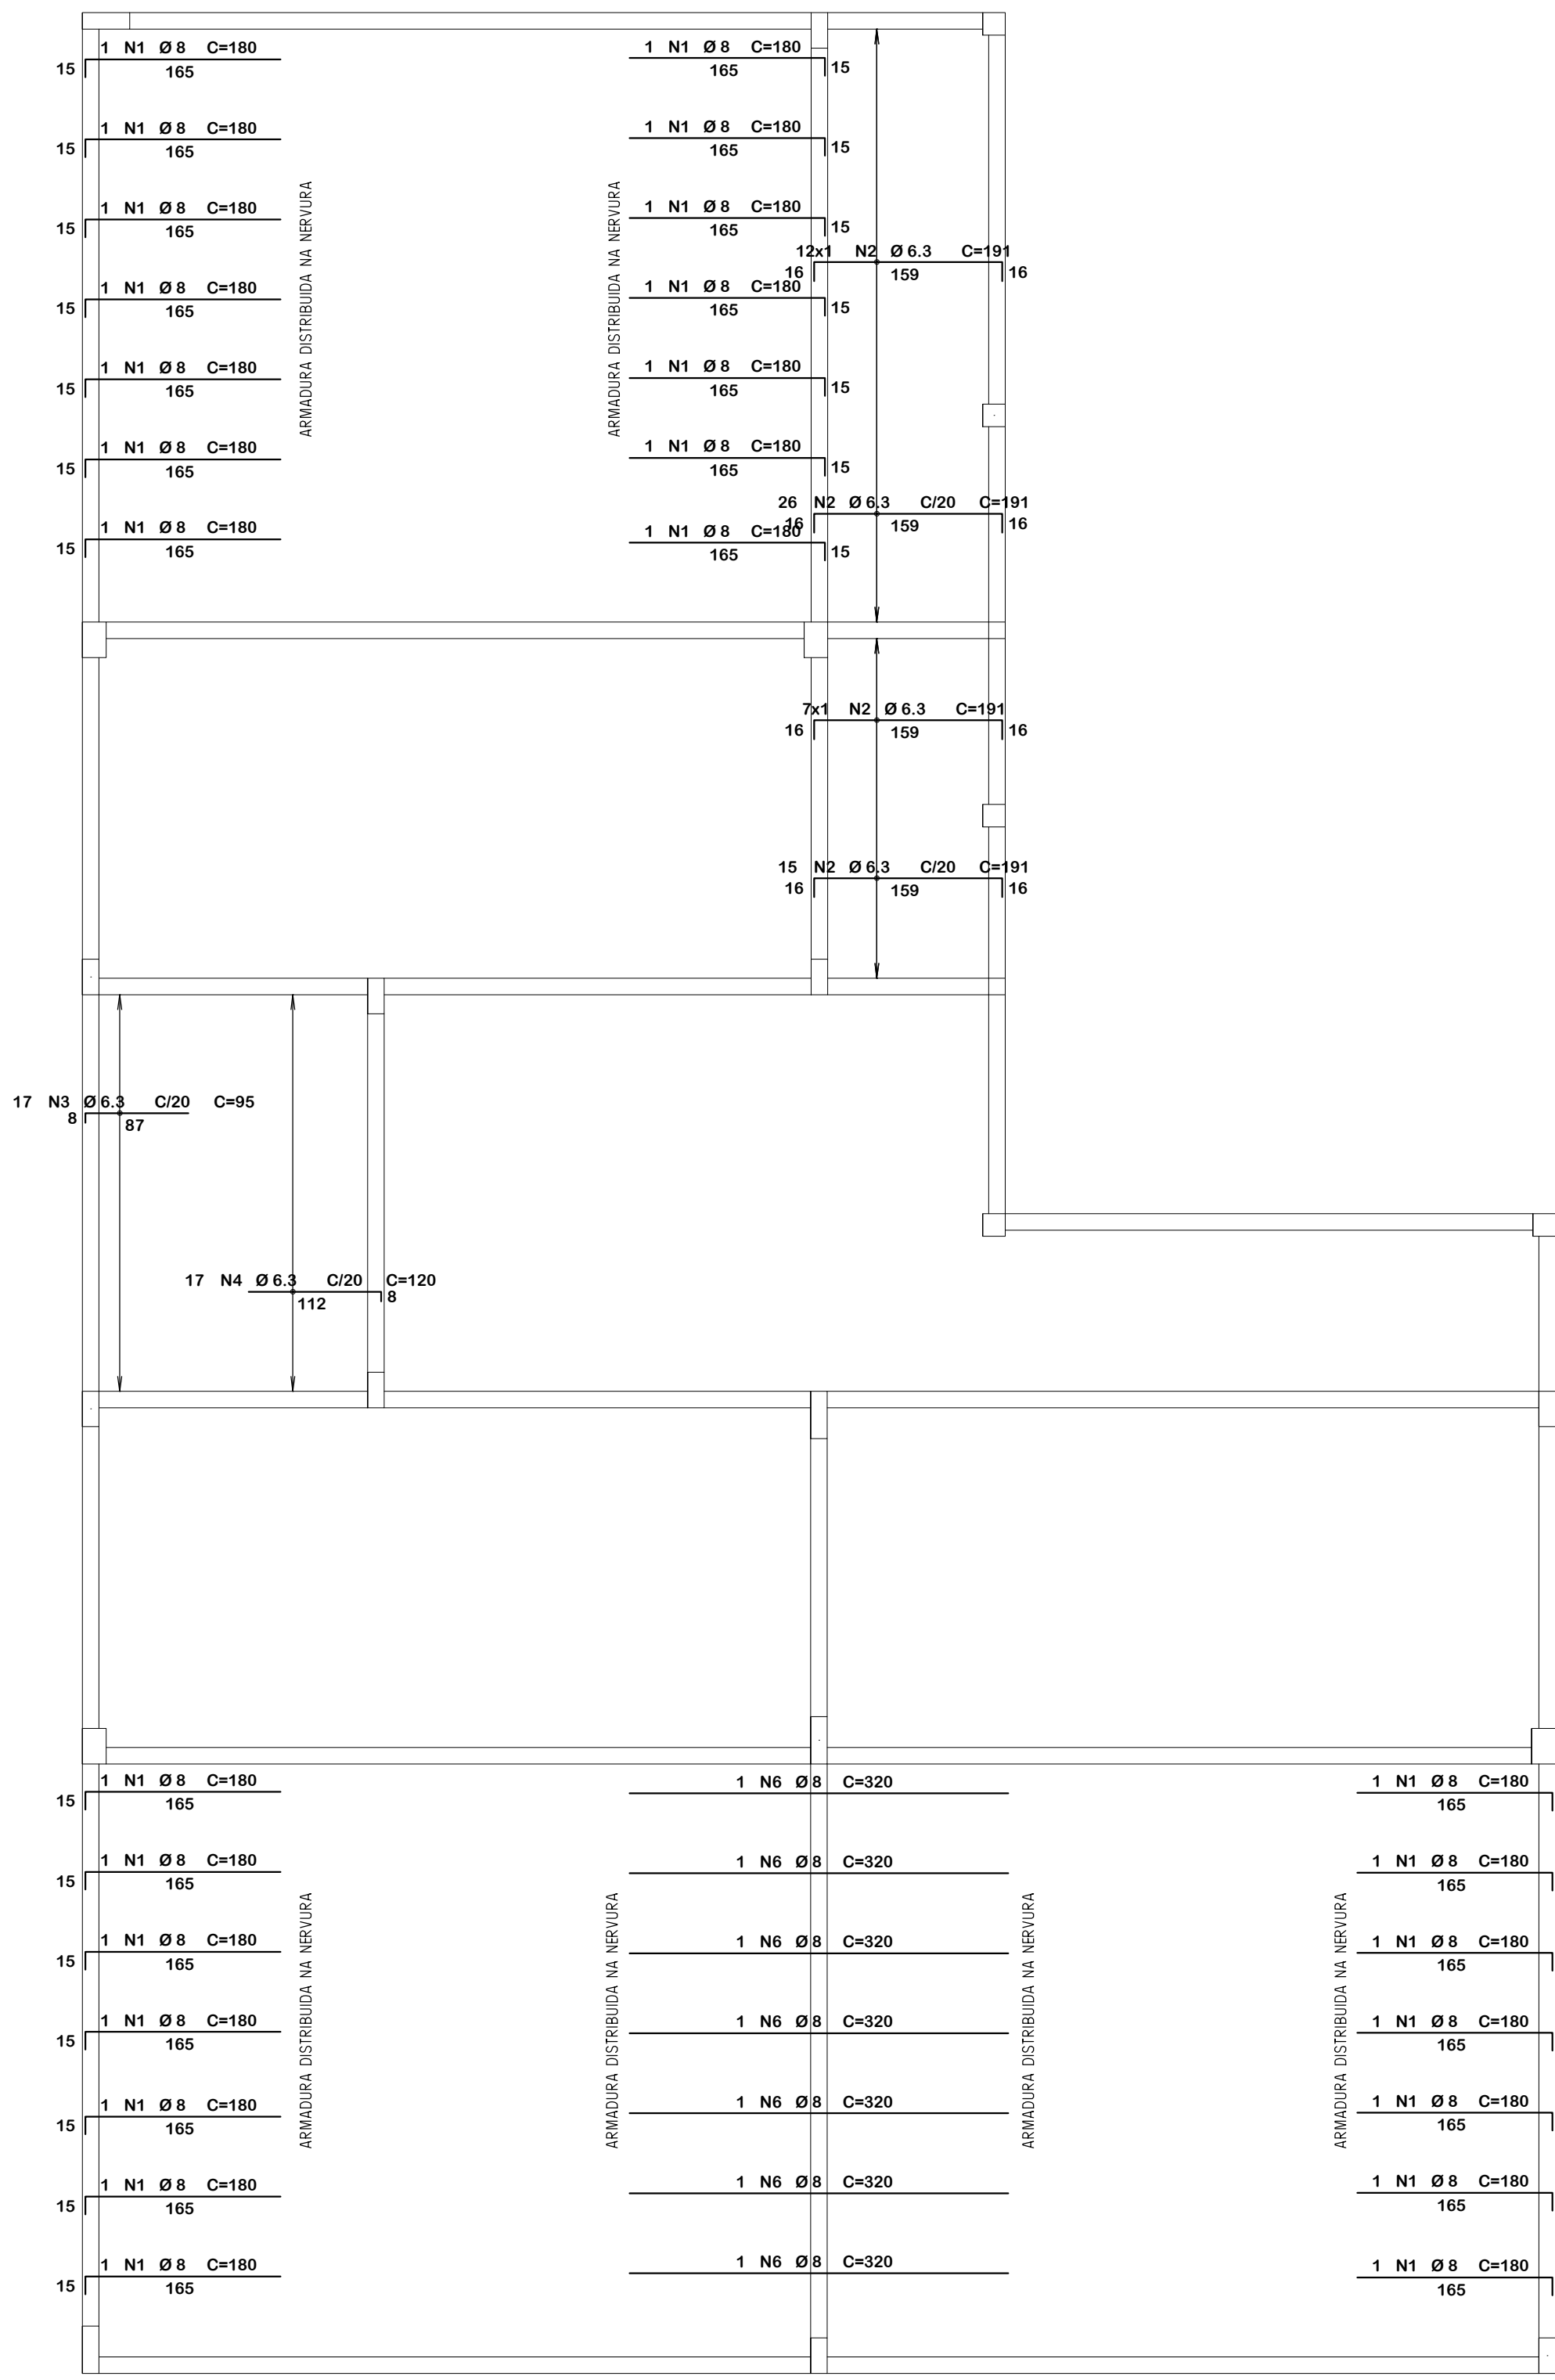 1 N1 Ø 8 C=180
15
165
1 N1 Ø 8 C=180
165
15
1 N1 Ø 8 C=180
15
165
1 N1 Ø 8 C=180
165
15
1 N1 Ø 8 C=180
15
165
1 N1 Ø 8 C=180
165
15
ARMADURA DISTRIBUIDA NA NERVURA
ARMADURA DISTRIBUIDA NA NERVURA
12x1 N2 Ø 6.3 C=191
16
159
16
1 N1 Ø 8 C=180
15
165
1 N1 Ø 8 C=180
165
15
1 N1 Ø 8 C=180
15
165
1 N1 Ø 8 C=180
165
15
1 N1 Ø 8 C=180
15
165
1 N1 Ø 8 C=180
165
15
26 N2 Ø 6.3 C/20 C=191
16
159
16
1 N1 Ø 8 C=180
15
165
1 N1 Ø 8 C=180
165
15
7x1 N2 Ø 6.3 C=191
16
159
16
15 N2 Ø 6.3 C/20 C=191
16
159
16
17 N3 Ø 6.3 C/20 C=95
8
87
17 N4 Ø 6.3 C/20 C=120
112
8
1 N1 Ø 8 C=180
15
165
1 N6 Ø 8 C=320
1 N1 Ø 8 C=180
165
1 N1 Ø 8 C=180
15
165
1 N6 Ø 8 C=320
1 N1 Ø 8 C=180
165
ARMADURA DISTRIBUIDA NA NERVURA
ARMADURA DISTRIBUIDA NA NERVURA
ARMADURA DISTRIBUIDA NA NERVURA
ARMADURA DISTRIBUIDA NA NERVURA
1 N1 Ø 8 C=180
15
165
1 N6 Ø 8 C=320
1 N1 Ø 8 C=180
165
1 N1 Ø 8 C=180
15
165
1 N6 Ø 8 C=320
1 N1 Ø 8 C=180
165
1 N1 Ø 8 C=180
15
165
1 N6 Ø 8 C=320
1 N1 Ø 8 C=180
165
1 N1 Ø 8 C=180
15
165
1 N6 Ø 8 C=320
1 N1 Ø 8 C=180
165
1 N1 Ø 8 C=180
15
165
1 N6 Ø 8 C=320
1 N1 Ø 8 C=180
165